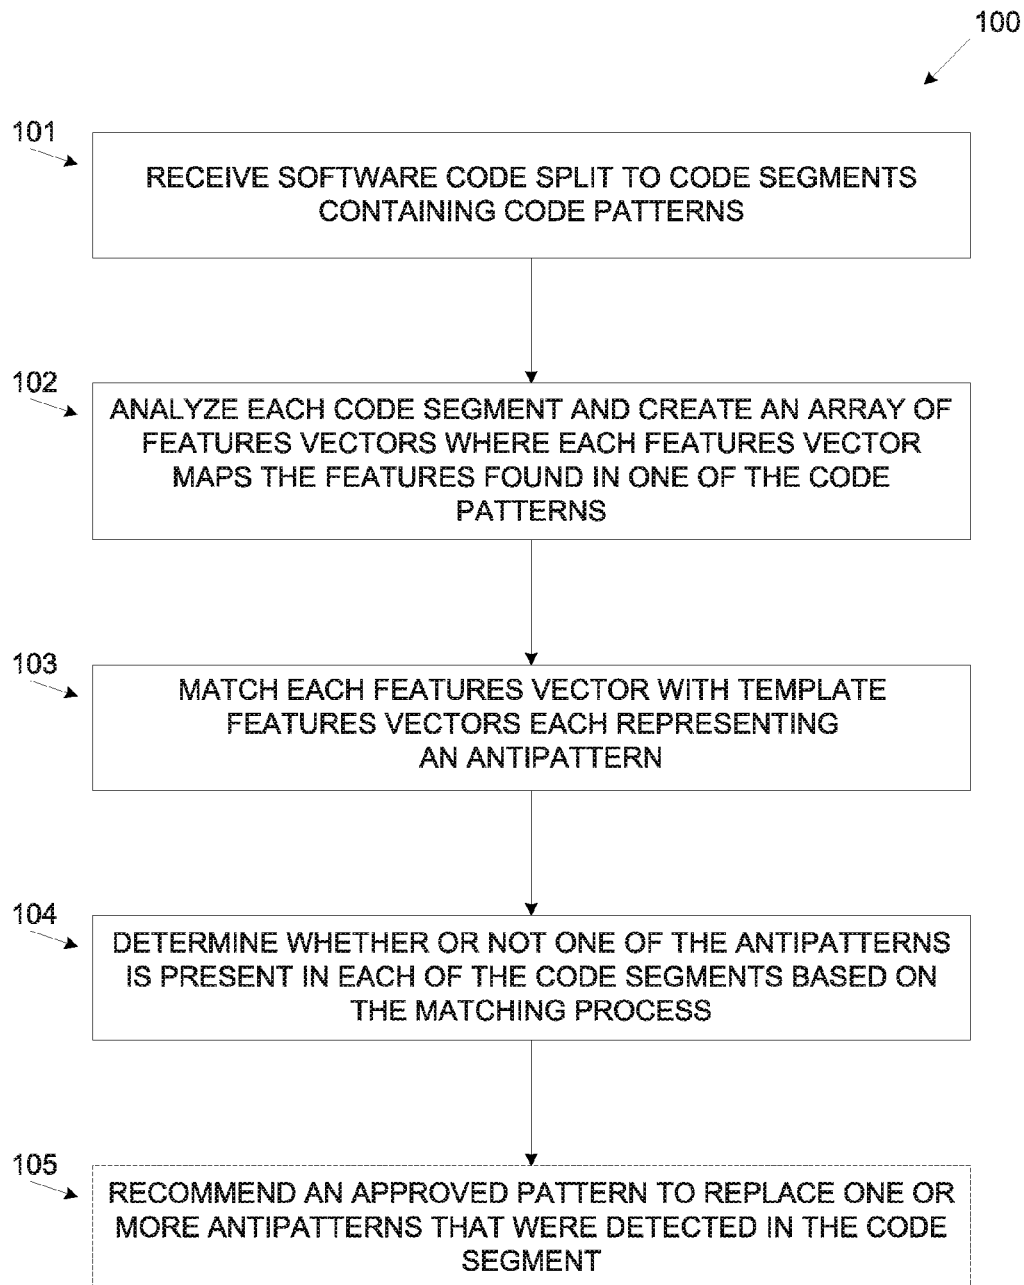 100
101
RECEIVE SOFTWARE CODE SPLIT TO CODE SEGMENTS
CONTAINING CODE PATTERNS
102
ANALYZE EACH CODE SEGMENT AND CREATE AN ARRAY OF
FEATURES VECTORS WHERE EACH FEATURES VECTOR
MAPS THE FEATURES FOUND IN ONE OF THE CODE
PATTERNS
103
MATCH EACH FEATURES VECTOR WITH TEMPLATE
FEATURES VECTORS EACH REPRESENTING
AN ANTIPATTERN
104
DETERMINE WHETHER OR NOT ONE OF THE ANTIPATTERNS
IS PRESENT IN EACH OF THE CODE SEGMENTS BASED ON
THE MATCHING PROCESS
105
RECOMMEND AN APPROVED PATTERN TO REPLACE ONE OR
MORE ANTIPATTERNS THAT WERE DETECTED IN THE CODE
SEGMENT